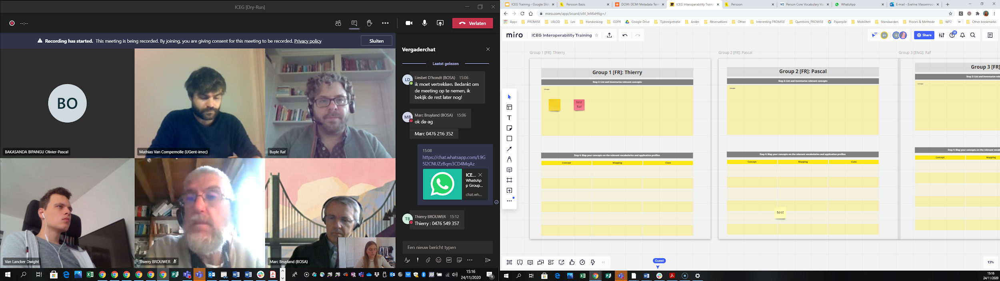 ICEG [Dry-Run]
--:--
Verlaten
Recording has started. This meeting is being recorded. By joining, you are giving consent for this meeting to be recorded. Privacy policy
Sluiten
BO
BAKASANDA BIPANGU Olivier-Pascal
Mathias Van Compernolle (UGent-imec)
Buyle Raf
Van Lancker Dwight
Thierry BROUWER
Marc Bruyland (BOSA)
Vergaderchat
Laatst gelezen
LD
Liesbet D'hondt (BOSA) 15:06
ik moet vertrekken. Bedankt om
de meeting op te nemen, ik
bekijk de rest later nog!
MB
Marc Bruyland (BOSA) 15:06
ok da-ag
Marc 0476 216 352
15:08
https://chat.whatsapp.com/L9G
5I2CNUZzBqm3CD4MqAz
ICE...
WhatsAp
p Group...
chat.wh...
TB
Thierry BROUWER 15:12
Thierry : 0476 549 357
Een nieuw bericht typen
GIF
15:16
24/11/2020
11
ICEG Training - Google Slide
Persoon Basis
DCMI: DCMI Metadata Term
ICEG Interoperability Trainin
Persoon
Person Core Vocabulary Voc
WhatsApp
E-mail - Eveline Vlassenroot
miro.com/app/board/o9J_leMaH6g=/
Apps PROMISE LBLOD Les Handreiking GDPR Google Drive Tijdsregistratie Ander Reservations Other Interesting PROMISE Questions_PROMISE Paperpile Mobiliteit Standaarden Proces & Methode WP2 » Other bookmarks
miro
ICEG Interoperability Training
EV
G
Share
32
Group 1 [FR]: Thierry
Group 2 [FR]: Pascal
Group 3 [ENG]: Raf
Group 1 [FR]: Thierry
Step 2: List and inventarize relevant concepts
Concepts
test
Raf
Step 4: Map your concepts on the relevant vocabularies and application profiles
Concept Mapping Class
Group 2 [FR]: Pascal
Step 2: List and inventarize relevant concepts
Concepts
Step 4: Map your concepts on the relevant vocabularies and application profiles
Concept Mapping Class
test
Group 3 [FR]
Step 2: List and inventarize rele
Concepts
Step 4: Map your concepts on the relevant vocab
Concept Mapping
Guest
13%
15:16
24/11/2020